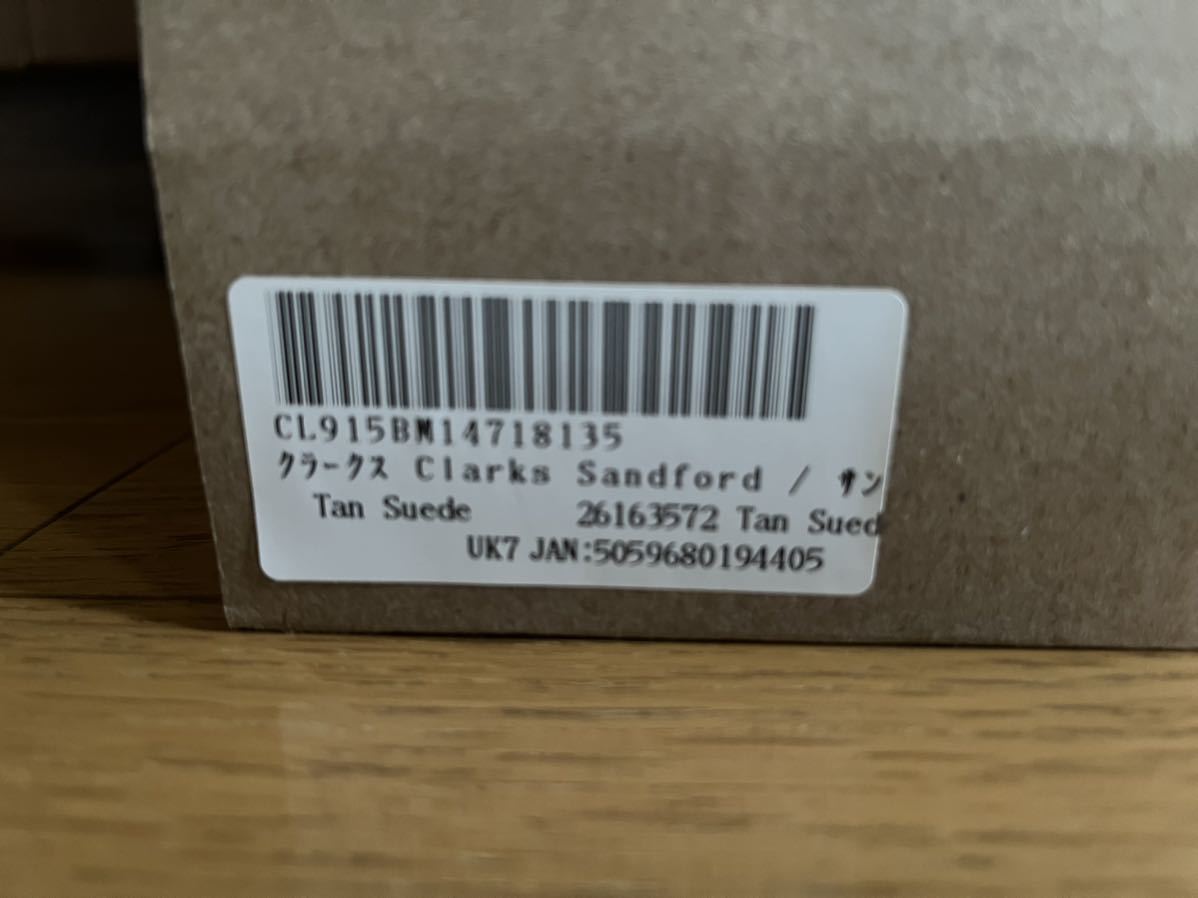 CL915BM14718135
ｸﾗｰｸｽ Clarks Sandford / ｻﾝ
Tan Suede 26163572 Tan Sued
UK7 JAN:5059680194405